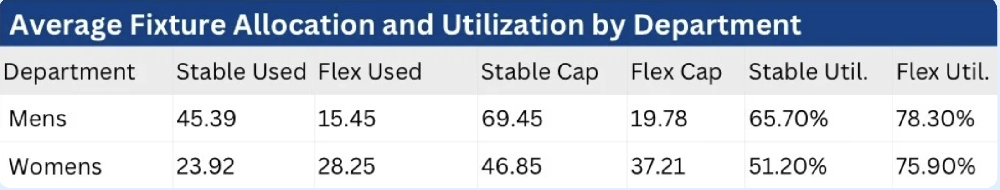 Average Fixture Allocation and Utilization by Department
Department Stable Used Flex Used Stable Cap Flex Cap Stable Util. Flex Util.
Mens 45.39 15.45 69.45 19.78 65.70% 78.30%
Womens 23.92 28.25 46.85 37.21 51.20% 75.90%